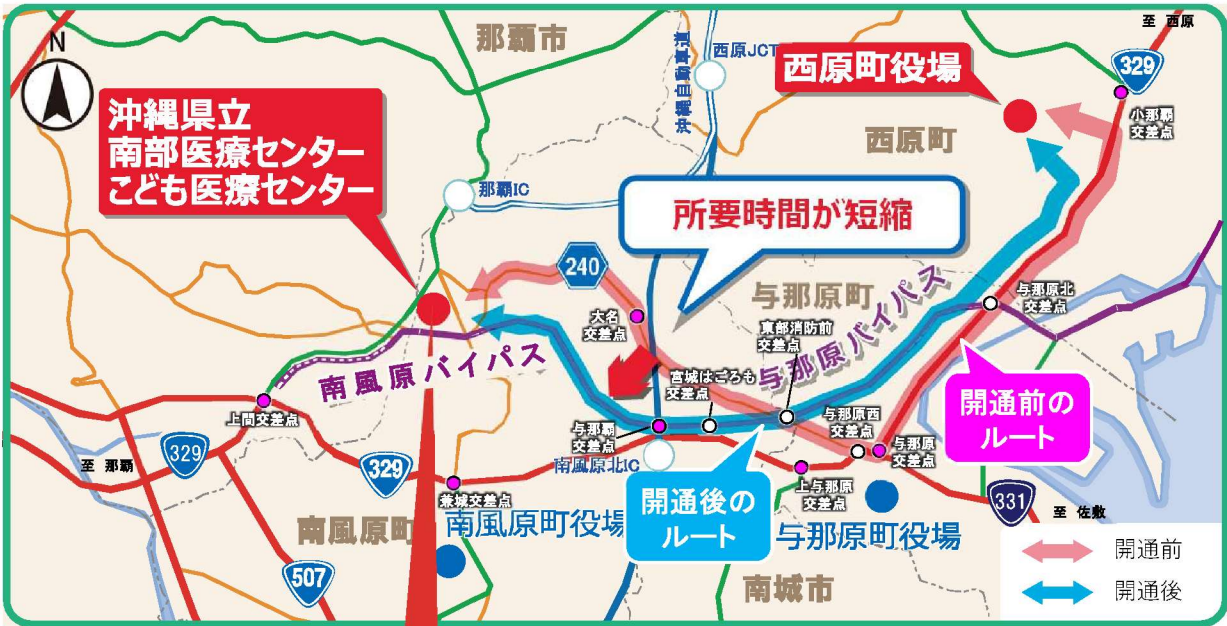 N
那覇市
西原JCT
沖縄自動車道
至 西原
329
西原町役場
小那覇
交差点
西原町
沖縄県立
南部医療センター
こども医療センター
那覇IC
所要時間が短縮
240
大名
交差点
与那原町
東部消防前
交差点
与那原北
交差点
与那原バイパス
南風原バイパス
宮城はごろも
交差点
開通前の
ルート
上間交差点
与那覇
交差点
与那原西
交差点
与那原
交差点
329
至 那覇
329
南風原北IC
兼城交差点
上与那原
交差点
開通後の
ルート
331
至 佐敷
南風原町
南風原町役場
与那原町役場
507
南城市
開通前
開通後